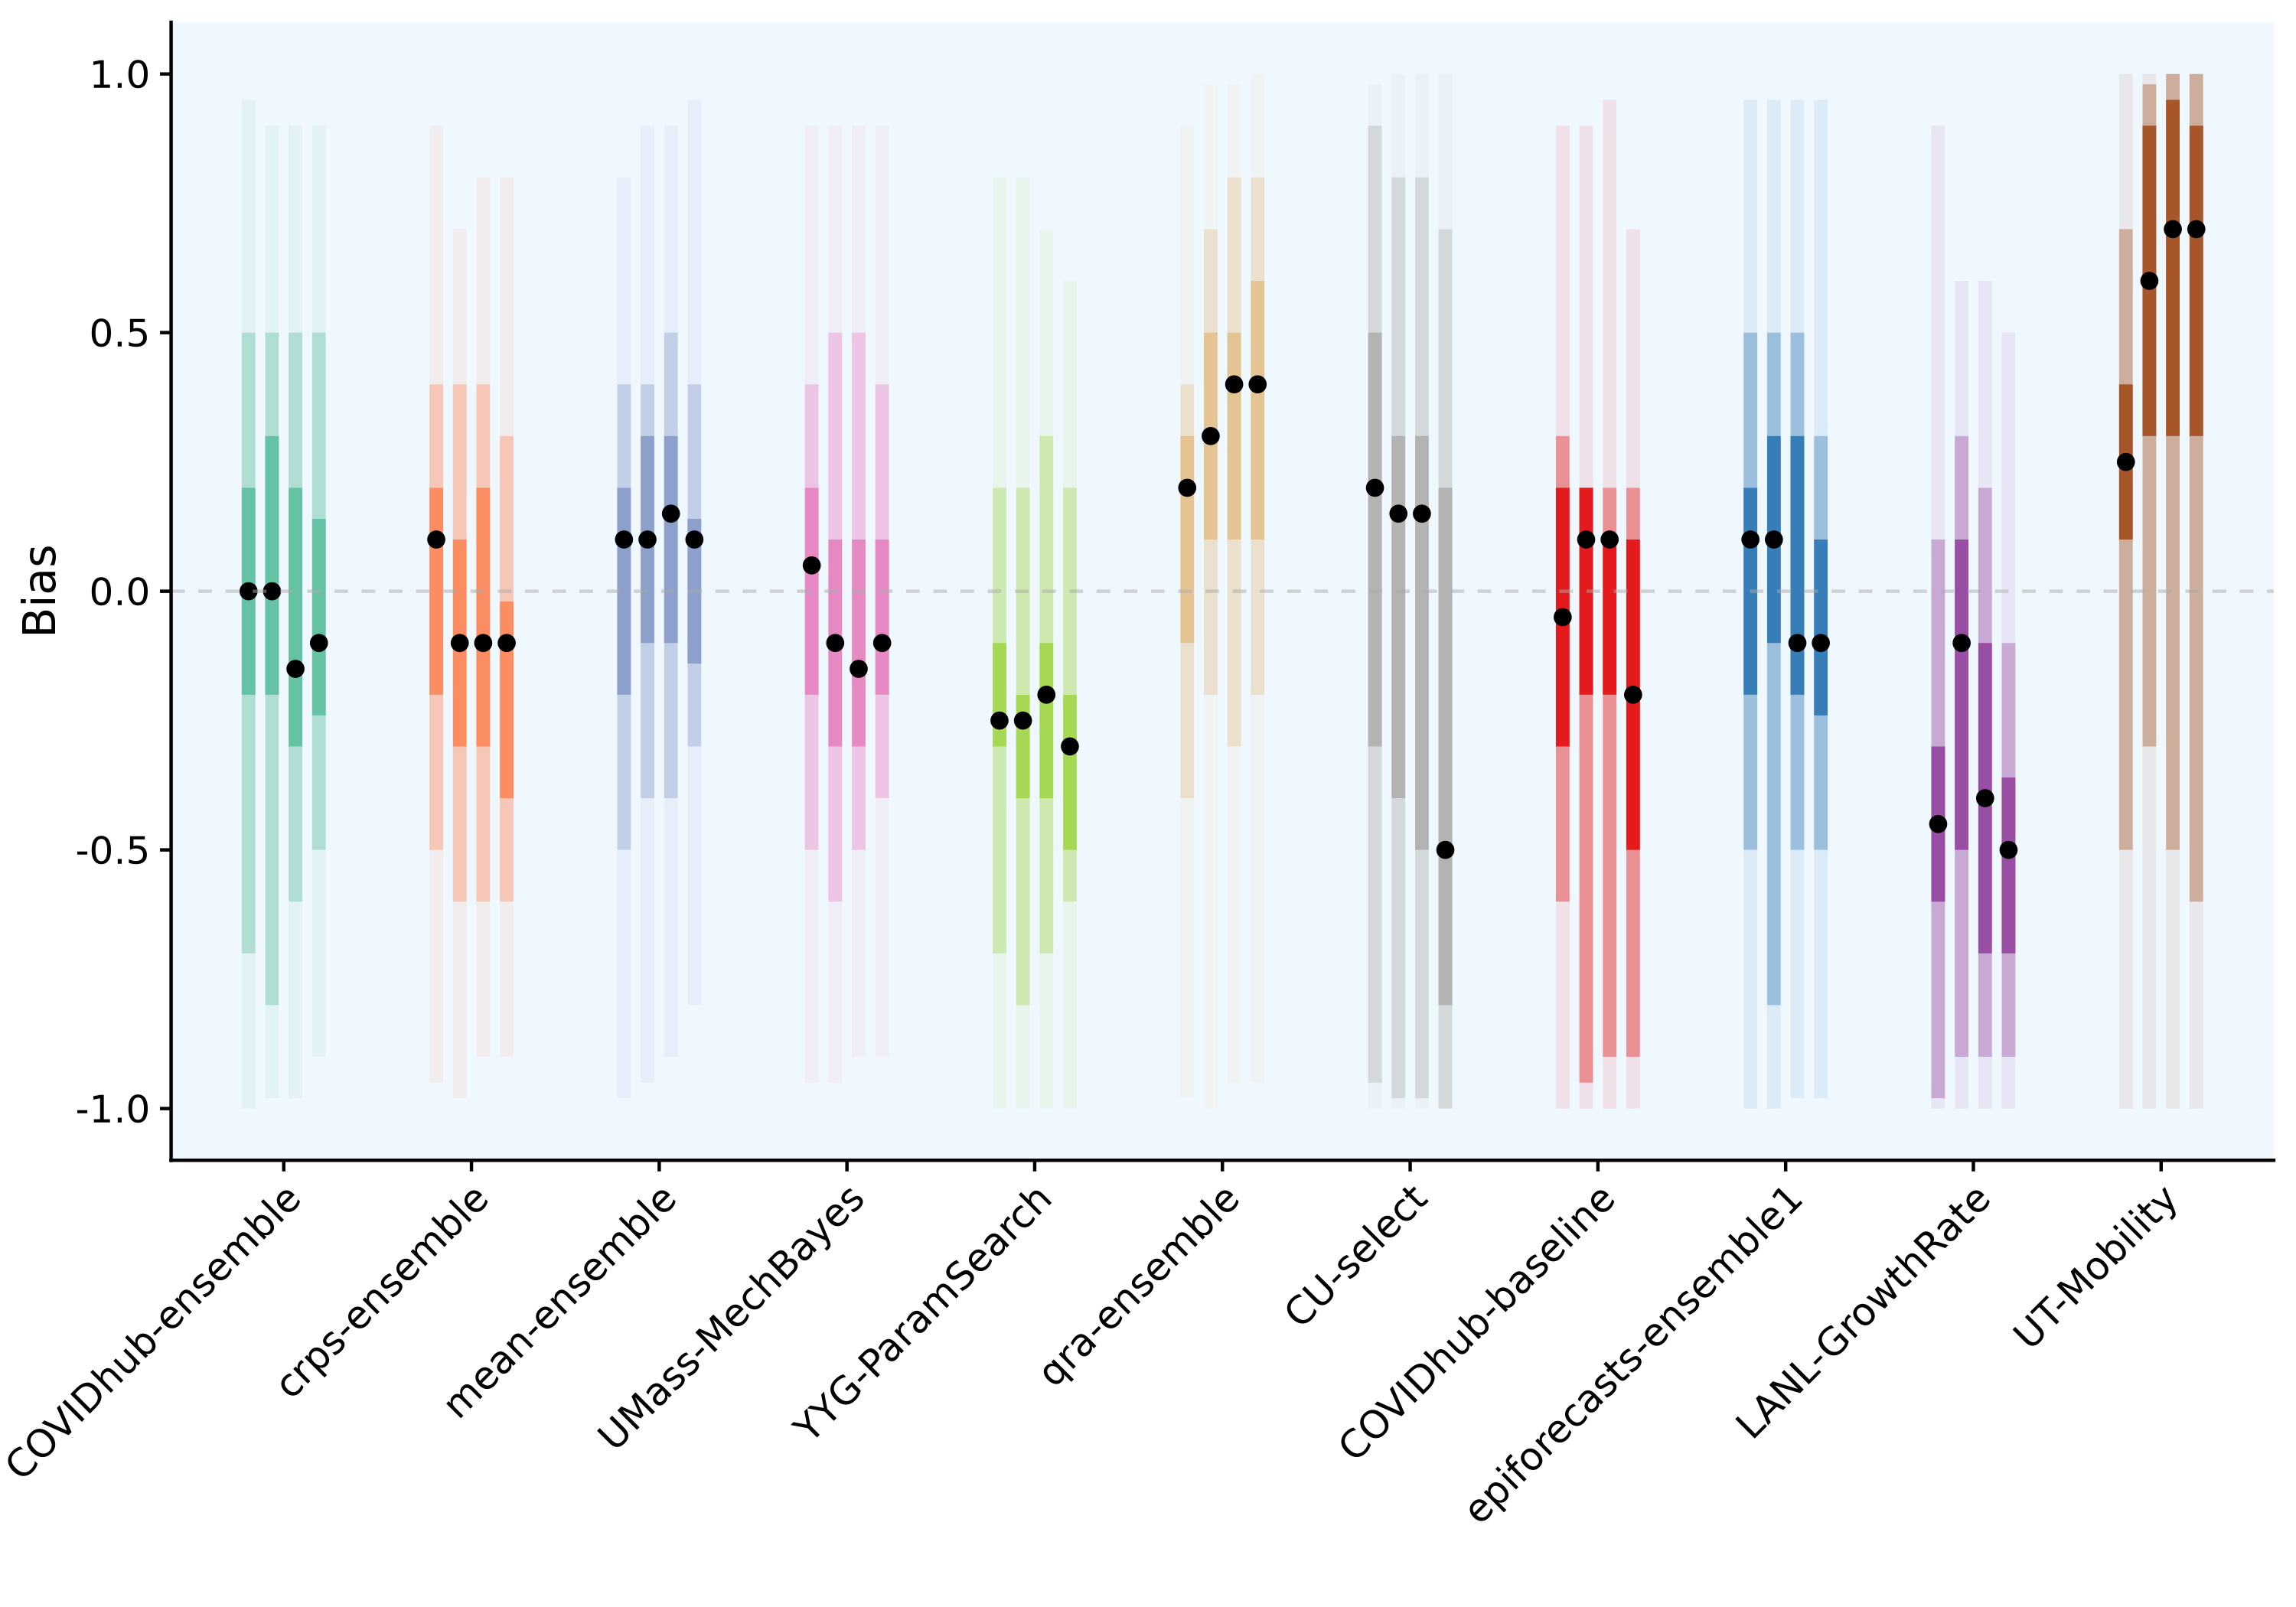 Bias
1.0
0.5
0.0
-0.5
-1.0
COVIDhub-ensemble
crps-ensemble
mean-ensemble
UMass-MechBayes
YYG-ParamSearch
qra-ensemble
CU-select
COVIDhub-baseline
epiforecasts-ensemble1
LANL-GrowthRate
UT-Mobility